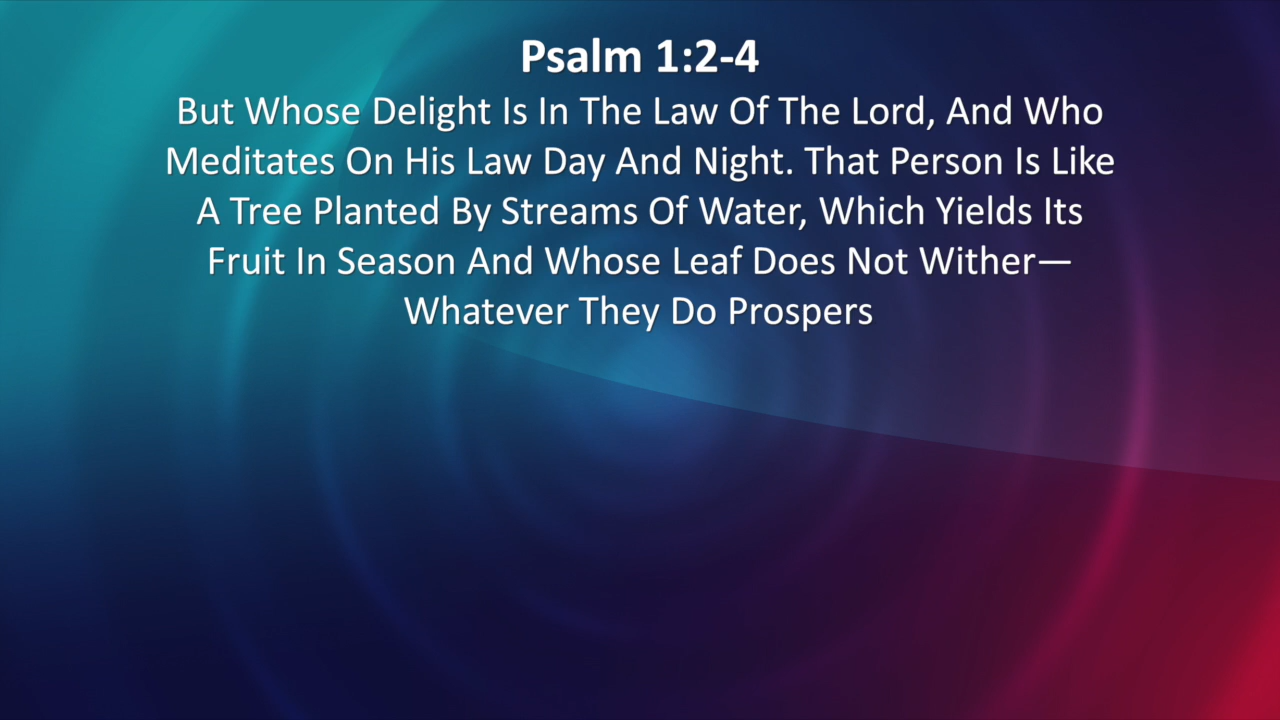 Psalm 1:2-4
But Whose Delight Is In The Law Of The Lord, And Who
Meditates On His Law Day And Night. That Person Is Like
A Tree Planted By Streams Of Water, Which Yields Its
Fruit In Season And Whose Leaf Does Not Wither—
Whatever They Do Prospers